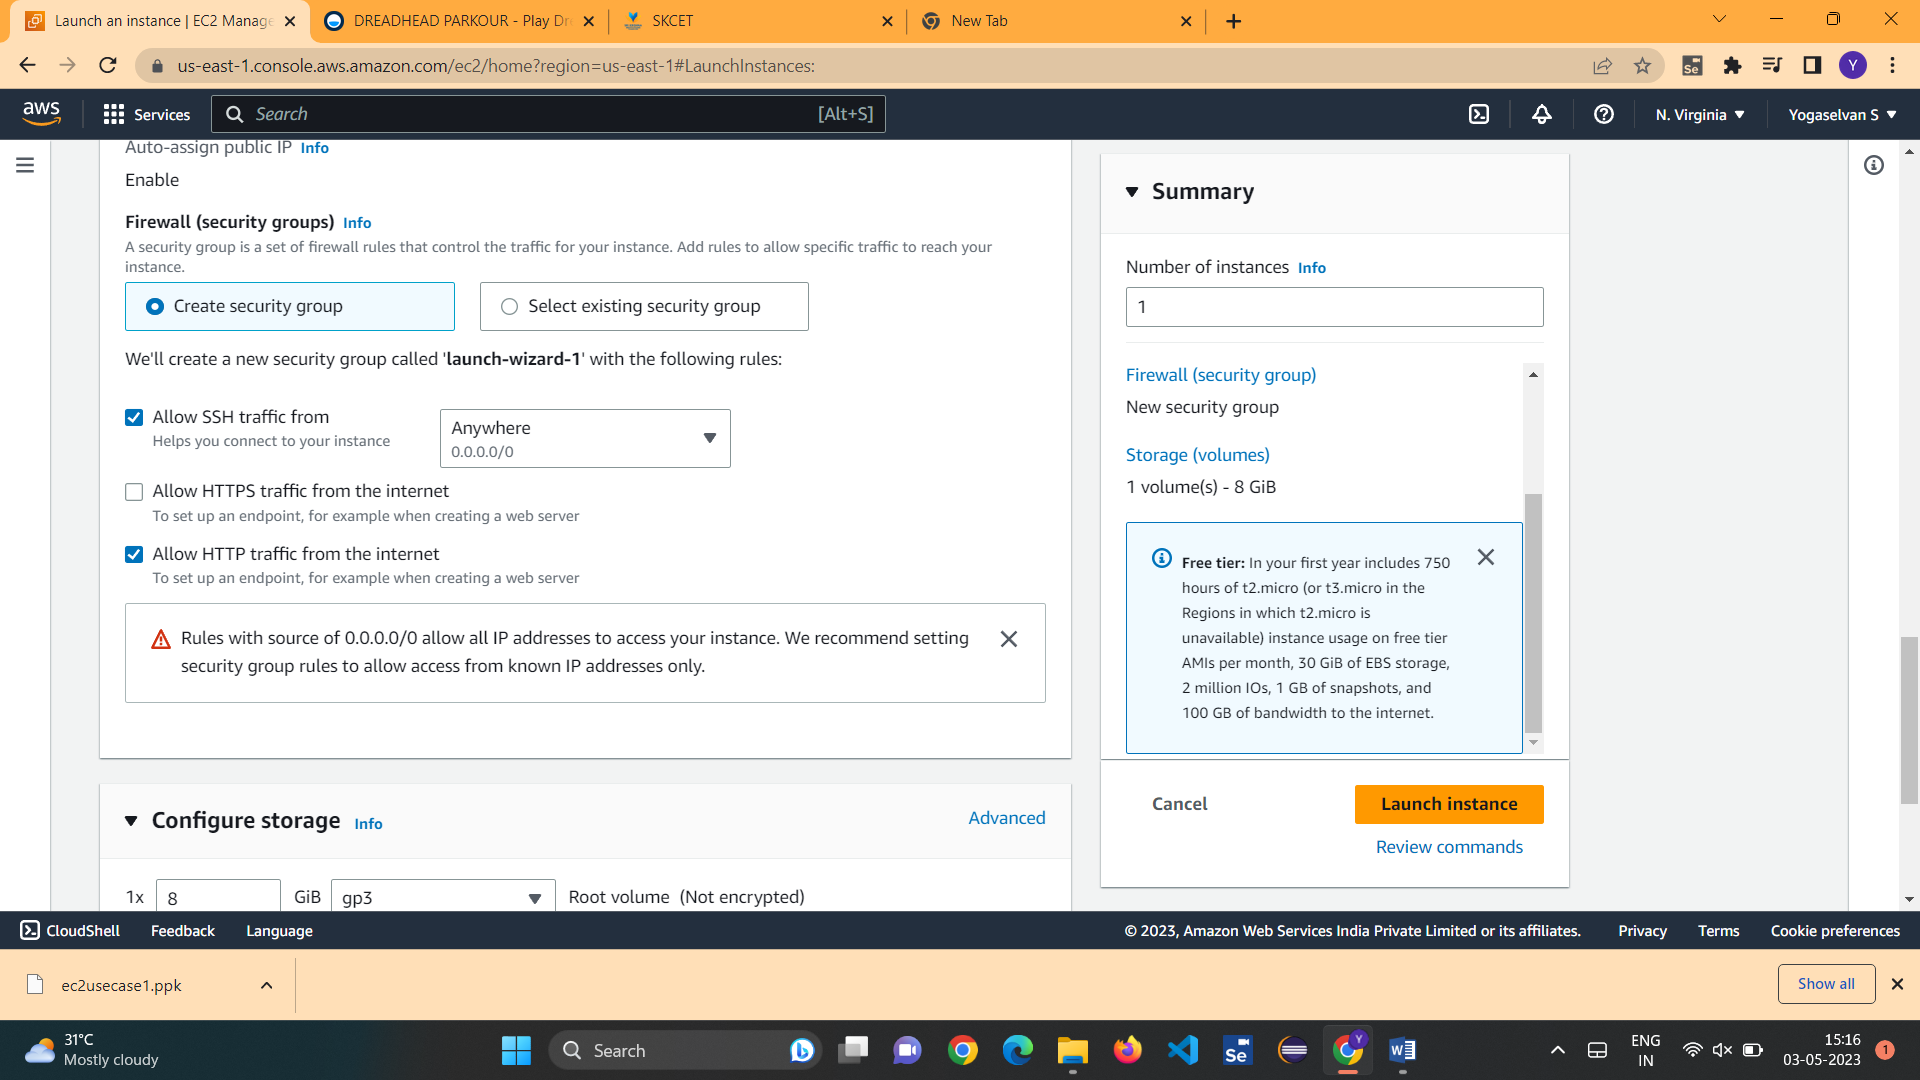 Launch an instance | EC2 Manage
DREADHEAD PARKOUR - Play Dr
SKCET
New Tab
us-east-1.console.aws.amazon.com/ec2/home?region=us-east-1#LaunchInstances:
Se
Y
aws
Services
Search
[Alt+S]
N. Virginia
Yogaselvan S
Auto-assign public IP Info
Enable
Firewall (security groups) Info
A security group is a set of firewall rules that control the traffic for your instance. Add rules to allow specific traffic to reach your
instance.
Create security group
Select existing security group
We'll create a new security group called 'launch-wizard-1' with the following rules:
Allow SSH traffic from
Helps you connect to your instance
Anywhere
0.0.0.0/0
Allow HTTPS traffic from the internet
To set up an endpoint, for example when creating a web server
Allow HTTP traffic from the internet
To set up an endpoint, for example when creating a web server
Rules with source of 0.0.0.0/0 allow all IP addresses to access your instance. We recommend setting
security group rules to allow access from known IP addresses only.
Configure storage Info
Advanced
1x 8 GiB gp3 Root volume (Not encrypted)
Summary
Number of instances Info
1
Firewall (security group)
New security group
Storage (volumes)
1 volume(s) - 8 GiB
Free tier: In your first year includes 750
hours of t2.micro (or t3.micro in the
Regions in which t2.micro is
unavailable) instance usage on free tier
AMIs per month, 30 GiB of EBS storage,
2 million IOs, 1 GB of snapshots, and
100 GB of bandwidth to the internet.
Cancel
Launch instance
Review commands
CloudShell
Feedback
Language
© 2023, Amazon Web Services India Private Limited or its affiliates.
Privacy
Terms
Cookie preferences
ec2usecase1.ppk
Show all
31°C
Mostly cloudy
Search
Se
Y
W
ENG
IN
15:16
03-05-2023
1